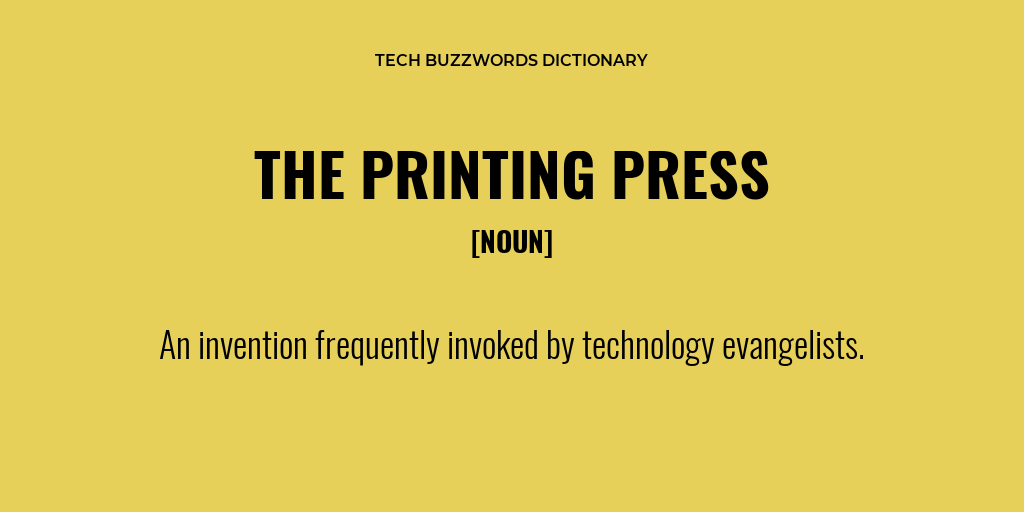 TECH BUZZWORDS DICTIONARY
THE PRINTING PRESS
[NOUN]
An invention frequently invoked by technology evangelists.